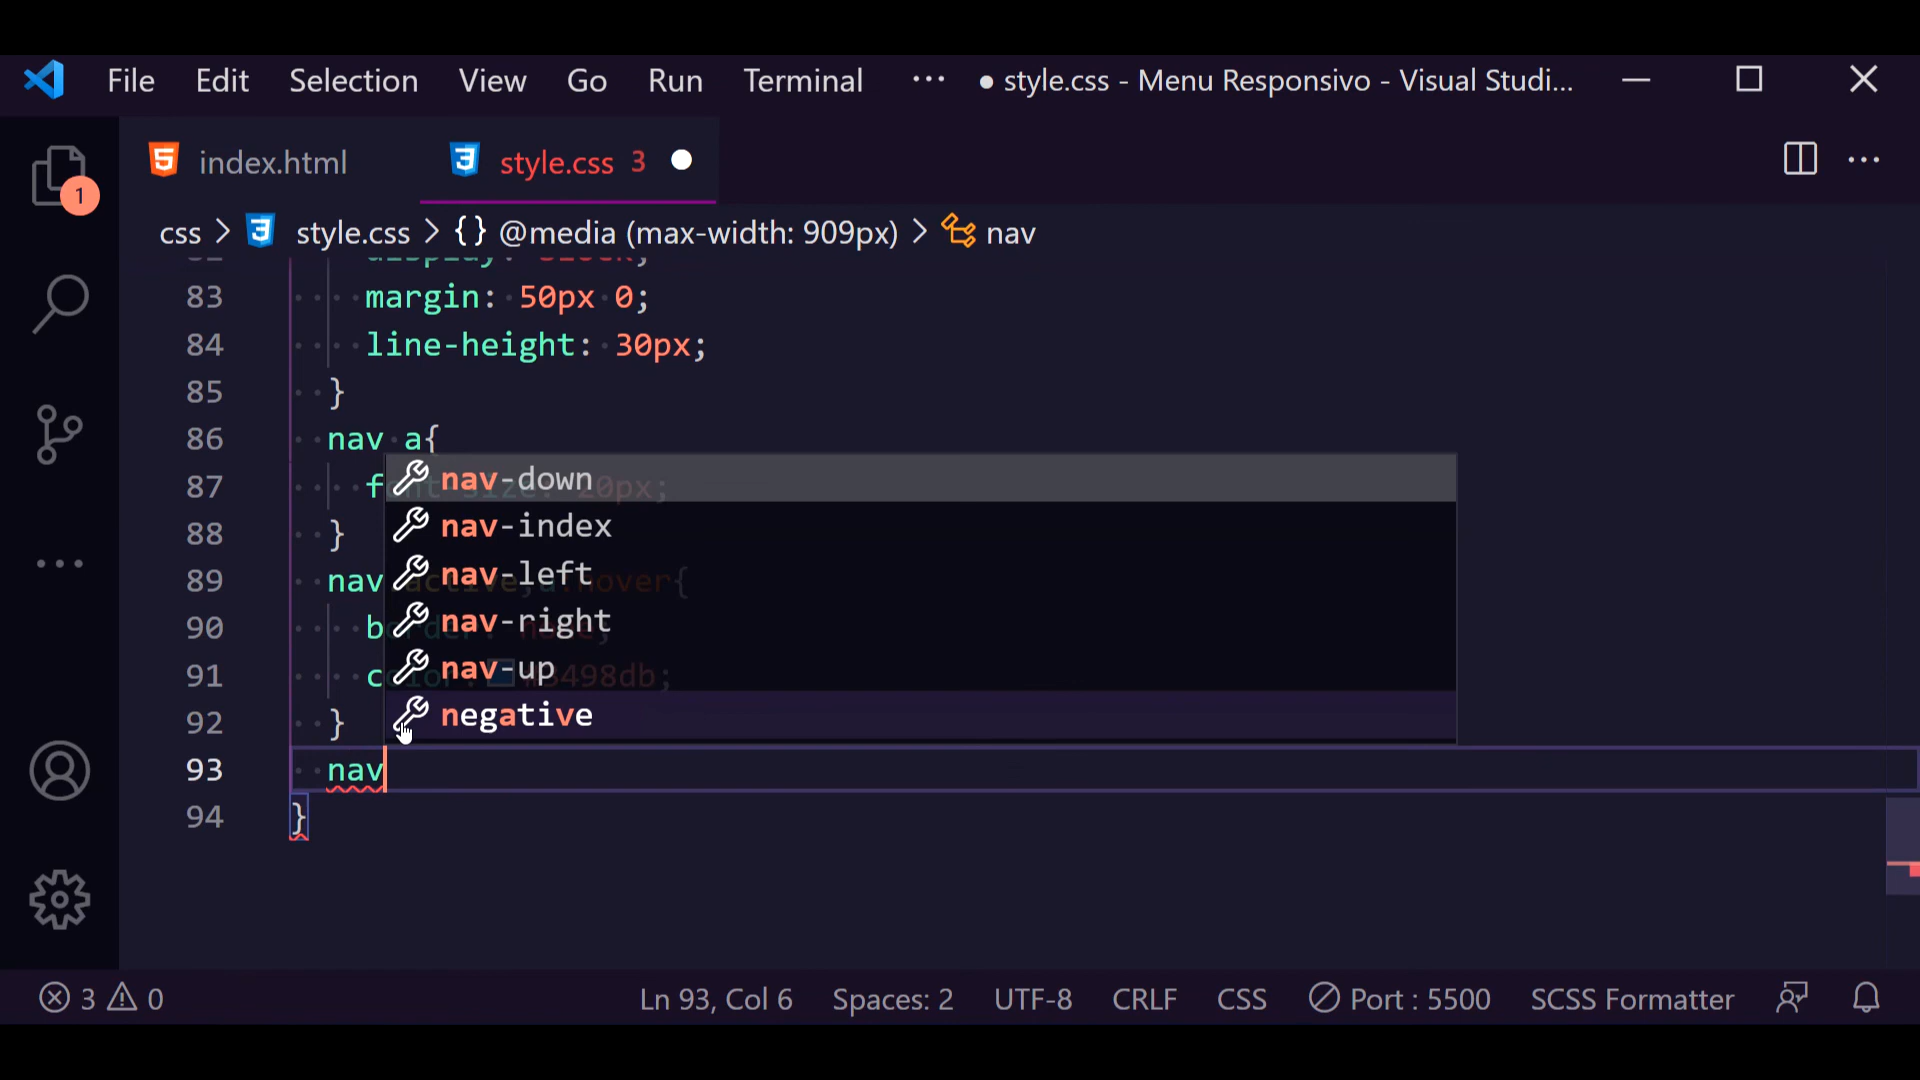 File Edit Selection View Go Run Terminal ··· ● style.css - Menu Responsivo - Visual Studi...
index.html style.css 3
1
css > style.css > {} @media (max-width: 909px) > nav
83 margin: 50px 0;
84 line-height: 30px;
85 }
86 nav a{
nav-down
87
nav-index
88 }
nav-left
89 nav
nav-right
90
nav-up
91
negative
92 }
93 nav
94 }
3 0 Ln 93, Col 6 Spaces: 2 UTF-8 CRLF CSS Port : 5500 SCSS Formatter